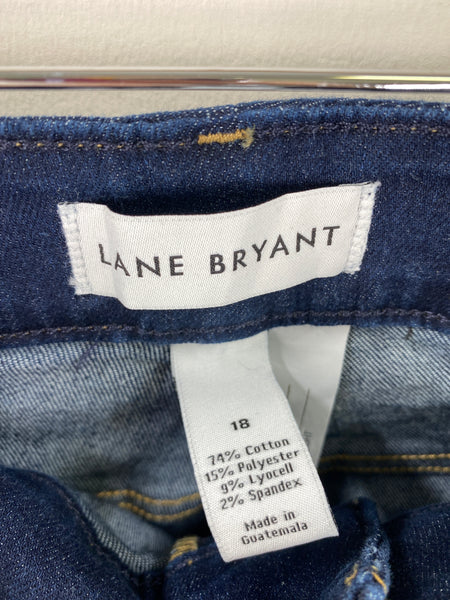 LANE BRYANT
18
74% Cotton
15% Polyester
9% Lyocell
2% Spandex
Made in
Guatemala